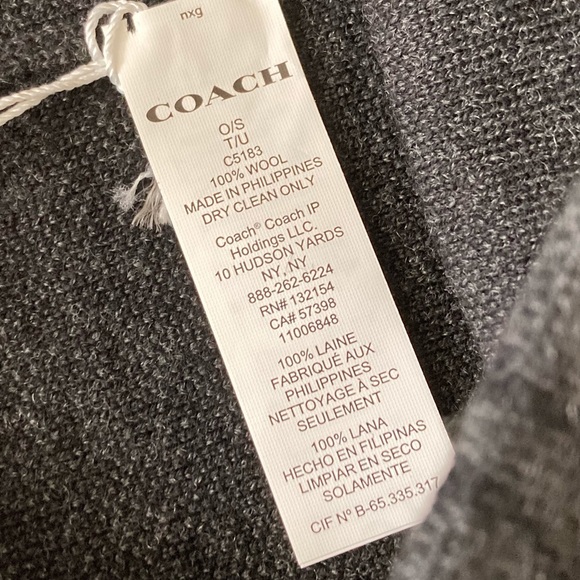 nxg
COACH
O/S
T/U
C5183
100% WOOL
MADE IN PHILIPPINES
DRY CLEAN ONLY
Coach® Coach IP
Holdings LLC.
10 HUDSON YARDS
NY, NY
888-262-6224
RN# 132154
CA# 57398
11006848
100% LAINE
FABRIQUÉ AUX
PHILIPPINES
NETTOYAGE À SEC
SEULEMENT
100% LANA
HECHO EN FILIPINAS
LIMPIAR EN SECO
SOLAMENTE
CIF Nº B-65.335.317